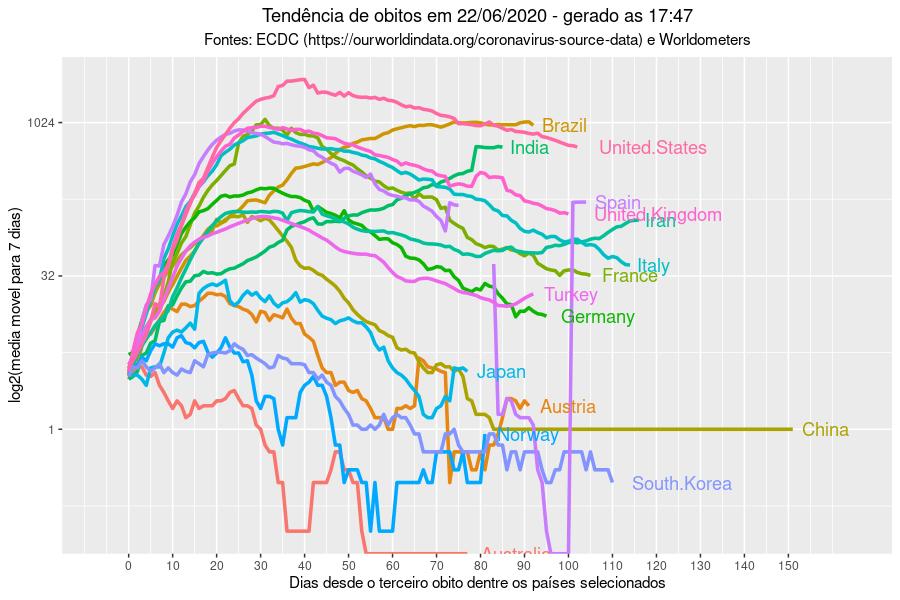 Tendência de obitos em 22/06/2020 - gerado as 17:47
Fontes: ECDC (https://ourworldindata.org/coronavirus-source-data) e Worldometers
log2(media movel para 7 dias)
1024
32
1
Brazil
United.States
India
Spain
United.Kingdom
Iran
Italy
France
Turkey
Germany
Japan
Austria
China
Norway
South.Korea
Australia
0 10 20 30 40 50 60 70 80 90 100 110 120 130 140 150
Dias desde o terceiro obito dentre os países selecionados